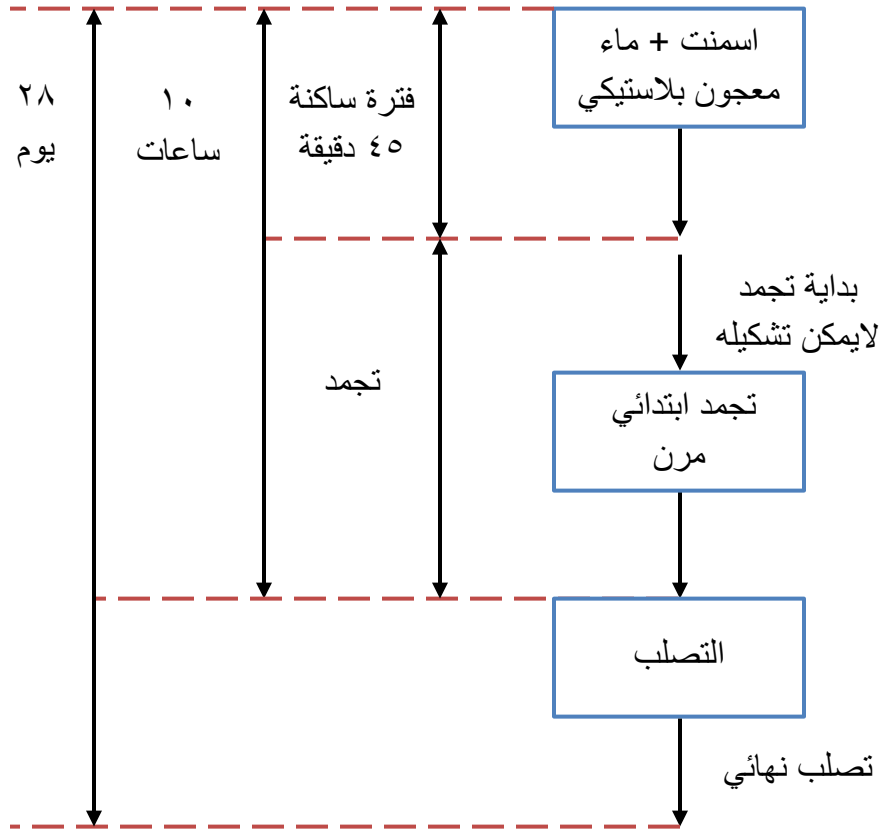 اسمنت + ماء
معجون بلاستيكي
فترة ساكنة
٤٥ دقيقة
١٠
ساعات
٢٨
يوم
بداية تجمد
لايمكن تشكيله
تجمد
تجمد ابتدائي
مرن
التصلب
تصلب نهائي